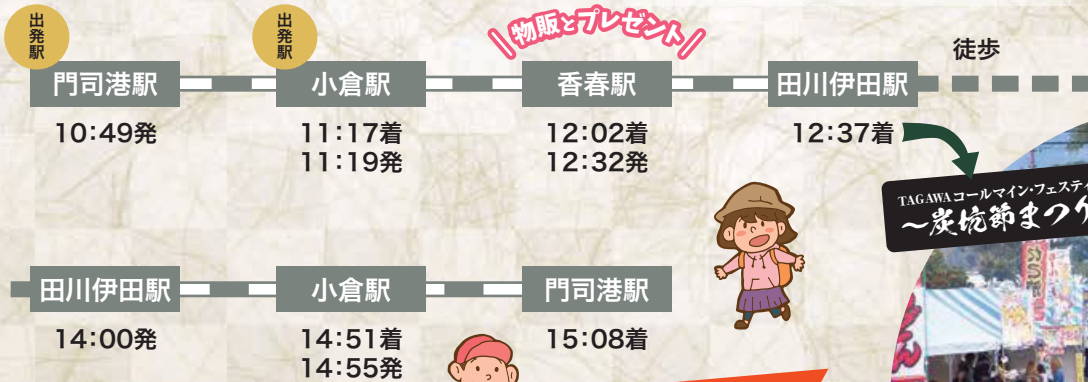 出発駅
出発駅
物販とプレゼント
徒歩
門司港駅
小倉駅
香春駅
田川伊田駅
10:49発
11:17着
11:19発
12:02着
12:32発
12:37着
TAGAWAコールマイン・フェステ
〜炭坑節まつり
田川伊田駅
小倉駅
門司港駅
14:00発
14:51着
14:55発
15:08着